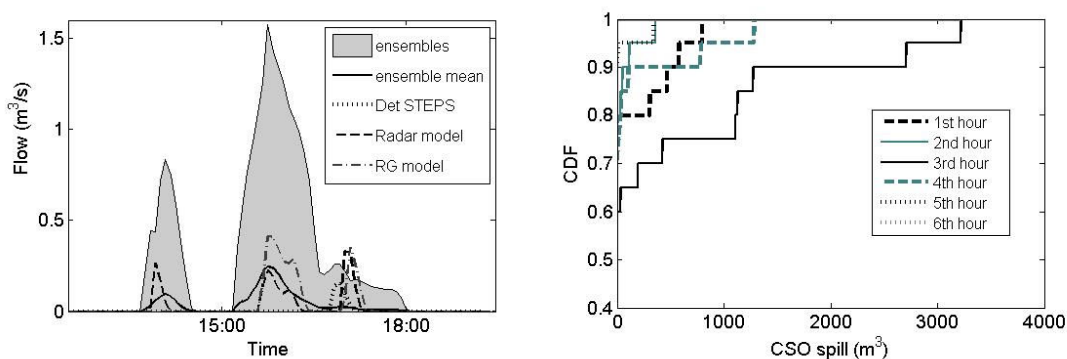 1.5
1
0.5
0
Flow (m³/s)
15:00
18:00
Time
ensembles
ensemble mean
Det STEPS
Radar model
RG model
1
0.9
0.8
0.7
0.6
0.5
0.4
CDF
0
1000
2000
3000
4000
CSO spill (m³)
1st hour
2nd hour
3rd hour
4th hour
5th hour
6th hour